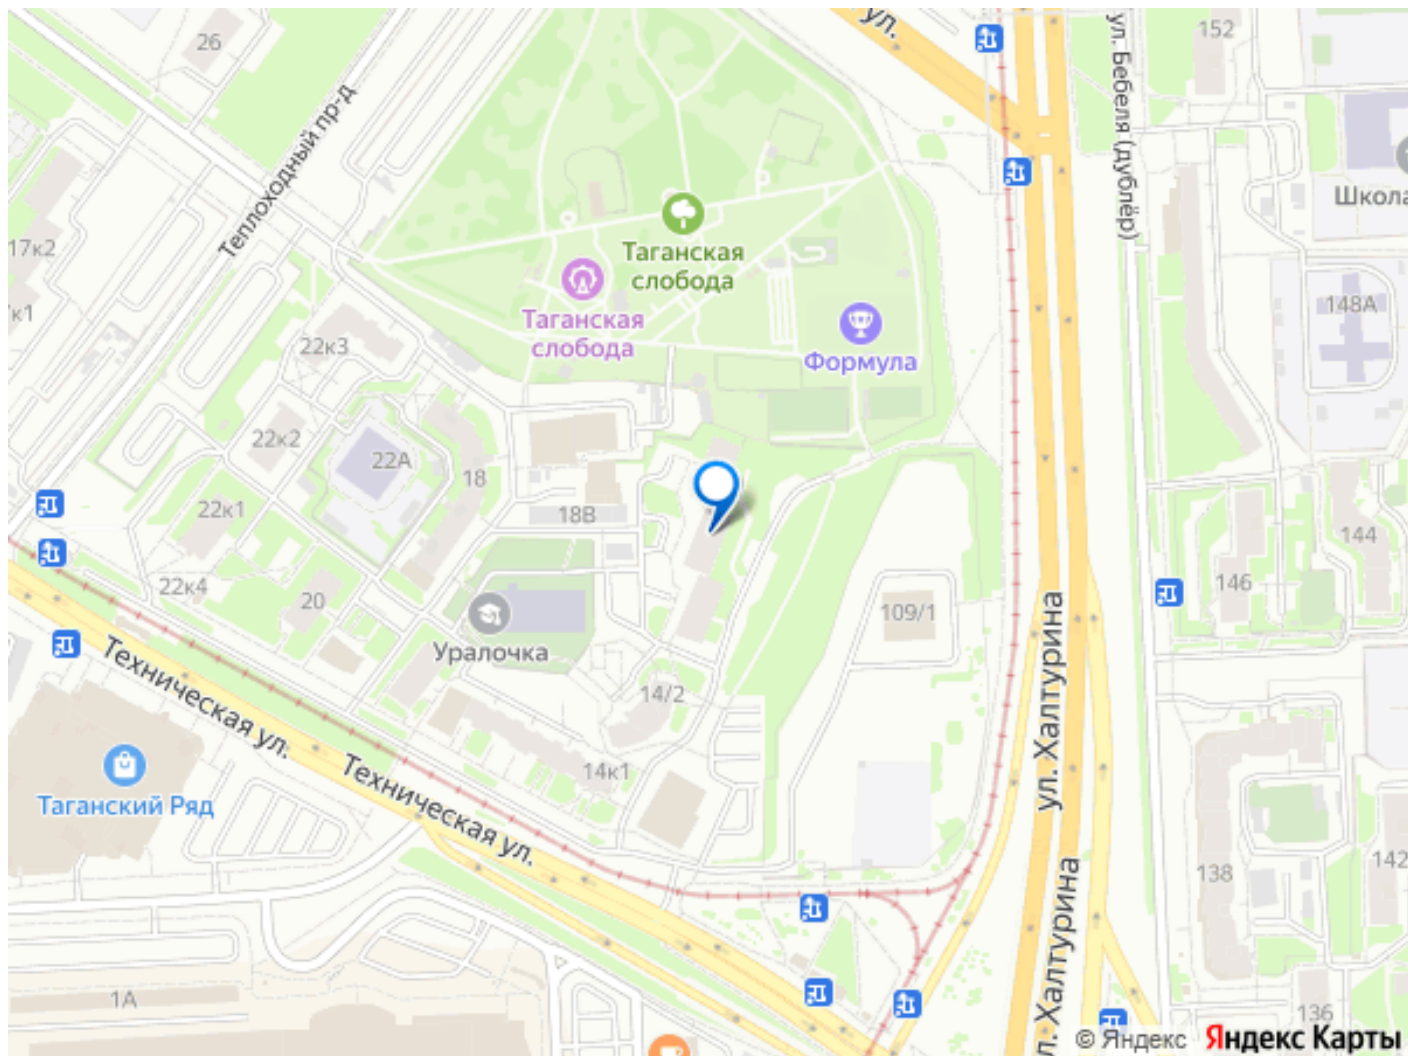 26
ул.
152
ул. Бебеля (дублёр)
Теплоходный пр-д
Школа
17к2
Таганская
слобода
к1
Таганская
слобода
148А
22к3
Формула
22к2
22А
18
22к1
18В
144
22к4
20
146
109/1
Уралочка
14/2
ул. Халтурина
Техническая ул.
Техническая ул.
14к1
Таганский Ряд
138
142
ул. Халтурина
1А
136
© Яндекс Яндекс Карты